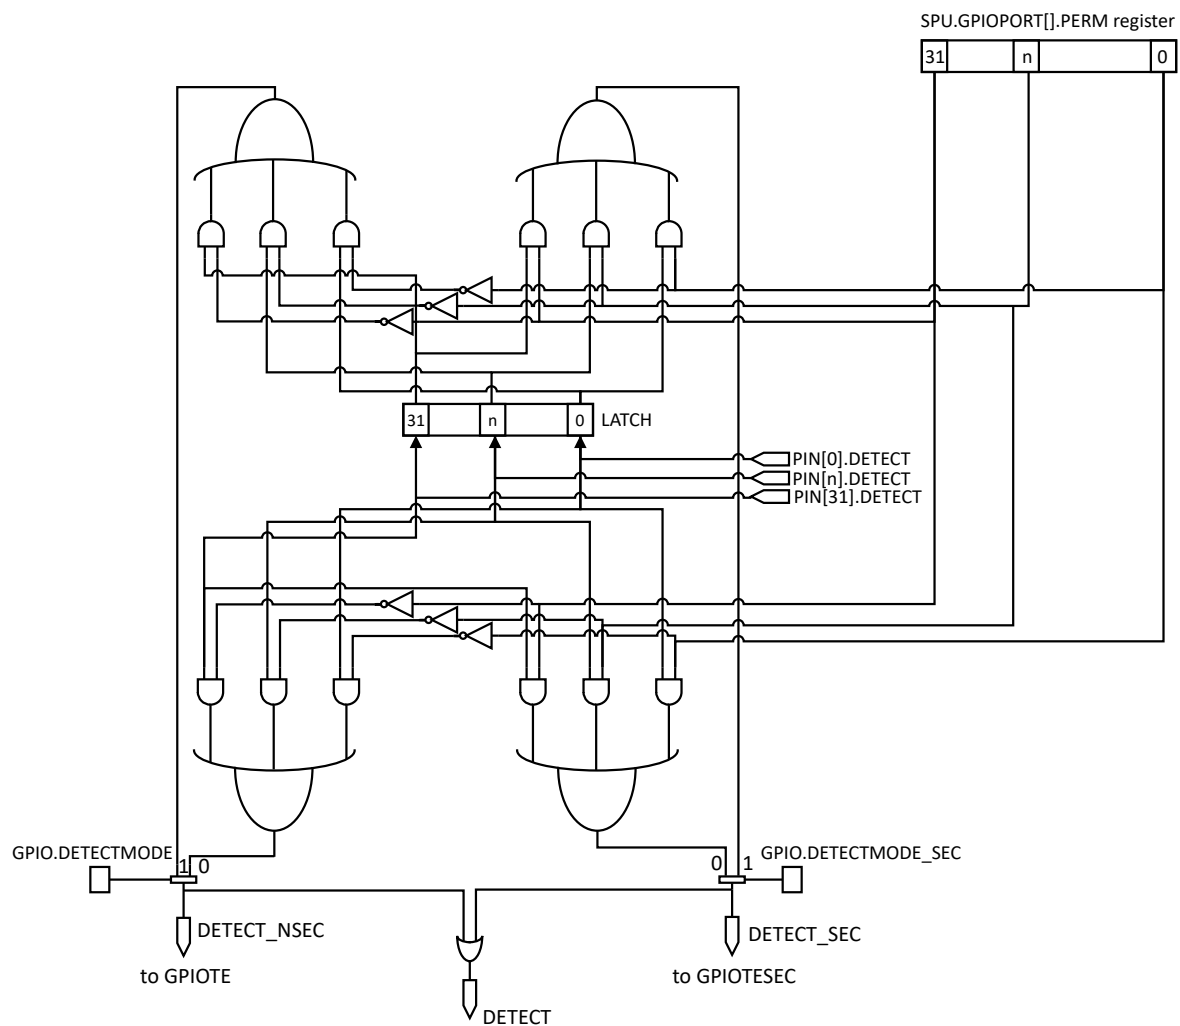 SPU.GPIOPORT[].PERM register
31 n 0
31 n 0 LATCH
PIN[0].DETECT
PIN[n].DETECT
PIN[31].DETECT
GPIO.DETECTMODE 1 0
0 1 GPIO.DETECTMODE_SEC
DETECT_NSEC
DETECT_SEC
to GPIOTE
to GPIOTESEC
DETECT